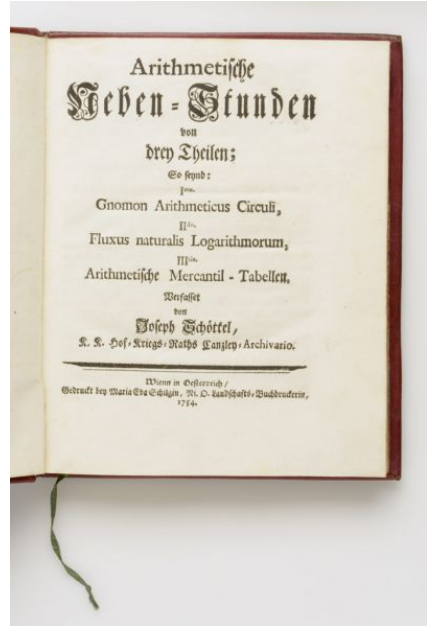 Arithmetische
Neben-Stunden
von
drey Theilen;
So seynd:
Imo.
Gnomon Arithmeticus Circuli,
IIdo.
Fluxus naturalis Logarithmorum,
IIItio.
Arithmetische Mercantil-Tabellen.
Verfasset
von
Joseph Schöttel,
K. K. Hof-Kriegs-Raths Canzley-Archivario.
Wienn in Oesterreich /
Gedruckt bey Maria Eva Schilgin, Ni. O. Landschafts-Buchdruckerin,
1754.